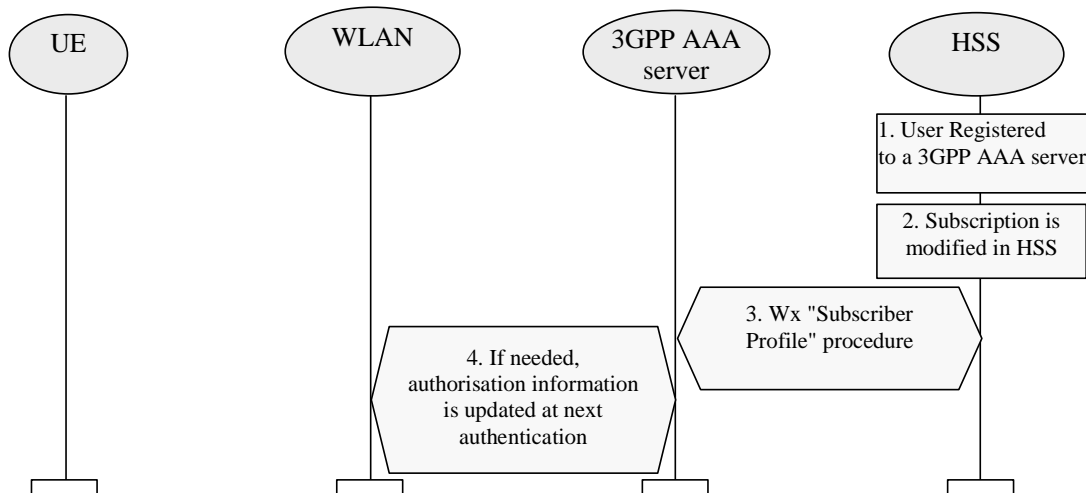 UE
WLAN
3GPP AAA
server
HSS
1. User Registered
to a 3GPP AAA server
2. Subscription is
modified in HSS
3. Wx "Subscriber
Profile" procedure
4. If needed,
authorisation information
is updated at next
authentication